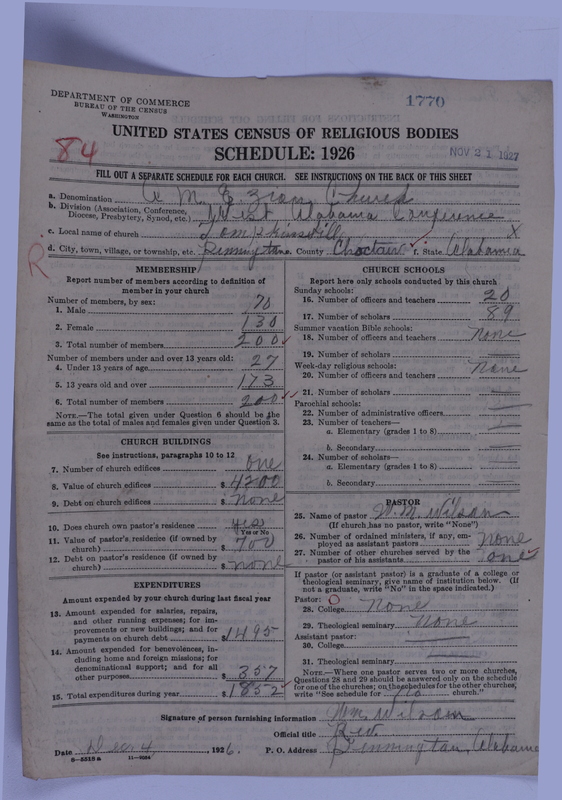 DEPARTMENT OF COMMERCE
BUREAU OF THE CENSUS
WASHINGTON
1770
UNITED STATES CENSUS OF RELIGIOUS BODIES
SCHEDULE: 1926
NOV 21 1927
84
FILL OUT A SEPARATE SCHEDULE FOR EACH CHURCH. SEE INSTRUCTIONS ON THE BACK OF THIS SHEET
a. Denomination A M. E. Zion Church
b. Division (Association, Conference, Diocese, Presbytery, Synod, etc.) West Alabama Conference
c. Local name of church X
d. City, town, village, or township, etc. Pennington e. County Choctaw f. State Alabama
R
MEMBERSHIP
Report number of members according to definition of member in your church
Number of members, by sex:
1. Male 70
2. Female 130
3. Total number of members 200
Number of members under and over 13 years old:
4. Under 13 years of age 27
5. 13 years old and over 173
6. Total number of members 200
NOTE.—The total given under Question 6 should be the same as the total of males and females given under Question 3.
CHURCH BUILDINGS
See instructions, paragraphs 10 to 12
7. Number of church edifices one
8. Value of church edifices $ 4200
9. Debt on church edifices $ None
10. Does church own pastor's residence yes
Yes or No
11. Value of pastor's residence (if owned by church) $ 700
12. Debt on pastor's residence (if owned by church) $ none
EXPENDITURES
Amount expended by your church during last fiscal year
13. Amount expended for salaries, repairs, and other running expenses; for improvements or new buildings; and for payments on church debt $ 1495
14. Amount expended for benevolences, including home and foreign missions; for denominational support; and for all other purposes $ 357
15. Total expenditures during year $ 1852
CHURCH SCHOOLS
Report here only schools conducted by this church
Sunday schools:
16. Number of officers and teachers 20
17. Number of scholars 89
Summer vacation Bible schools:
18. Number of officers and teachers None
19. Number of scholars
Week-day religious schools:
20. Number of officers and teachers None
21. Number of scholars
Parochial schools:
22. Number of administrative officers
23. Number of teachers—
a. Elementary (grades 1 to 8)
b. Secondary
24. Number of scholars—
a. Elementary (grades 1 to 8)
b. Secondary
PASTOR
25. Name of pastor W. M. Wilson
(If church has no pastor, write "None")
26. Number of ordained ministers, if any, employed as assistant pastors None
27. Number of other churches served by the pastor or his assistants one
If pastor (or assistant pastor) is a graduate of a college or theological seminary, give name of institution below. (If not a graduate, write "No" in the space indicated.)
Pastor:
28. College None
29. Theological seminary None
Assistant pastor:
30. College
31. Theological seminary
NOTE.—Where one pastor serves two or more churches, Questions 28 and 29 should be answered only on the schedule for one of the churches; on the schedules for the other churches, write "See schedule for no church."
Signature of person furnishing information Wm Wilson
Official title Rev
Date Dec 4, 1926. P. O. Address Pennington, Alabama
8-5518a 11-9084